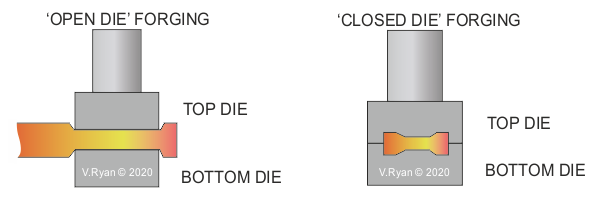 ‘OPEN DIE’ FORGING
TOP DIE
V.Ryan © 2020
BOTTOM DIE
‘CLOSED DIE’ FORGING
TOP DIE
V.Ryan © 2020
BOTTOM DIE